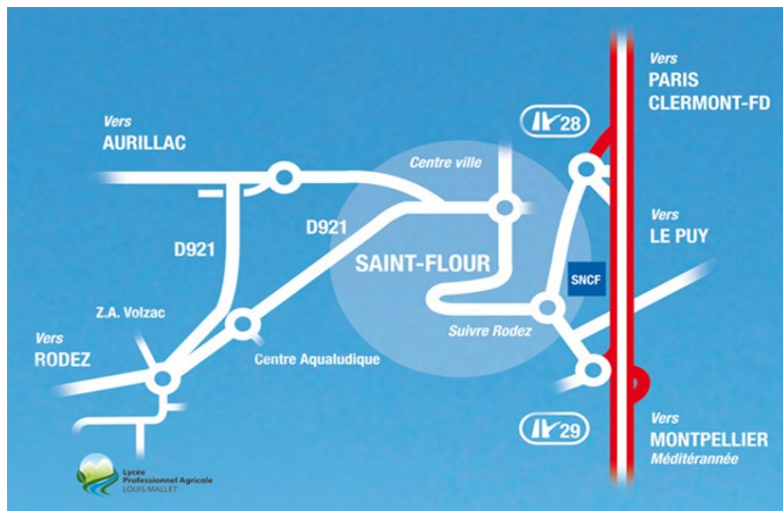 Vers
PARIS
CLERMONT-FD
28
Vers
AURILLAC
Centre ville
Vers
LE PUY
D921
D921
SAINT-FLOUR
SNCF
Z.A. Volzac
Suivre Rodez
Vers
RODEZ
Centre Aqualudique
29
Vers
MONTPELLIER
Méditérannée
Lycée
Professionnel Agricole
LOUIS MALLET